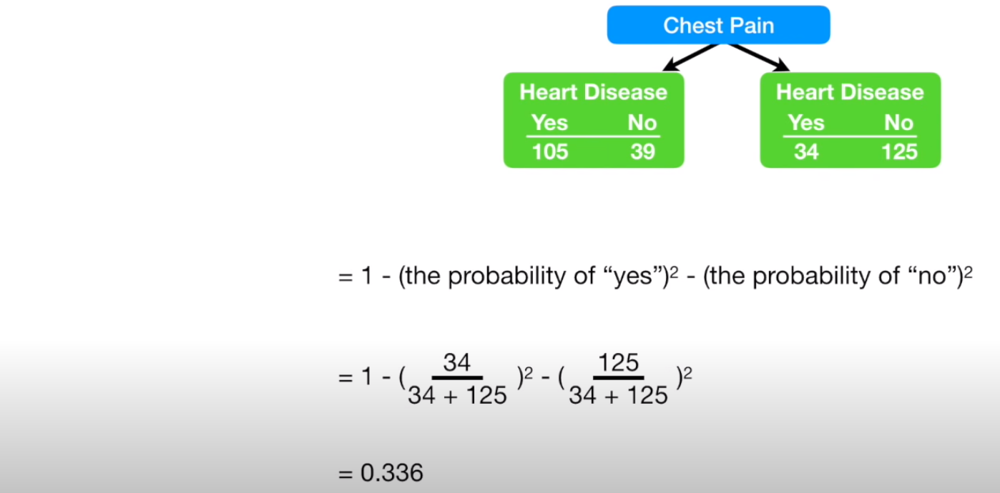 Chest Pain
Heart Disease
Yes No
105 39
Heart Disease
Yes No
34 125
= 1 - (the probability of “yes”)² - (the probability of “no”)²
= 1 - (34 / 34 + 125)² - (125 / 34 + 125)²
= 0.336